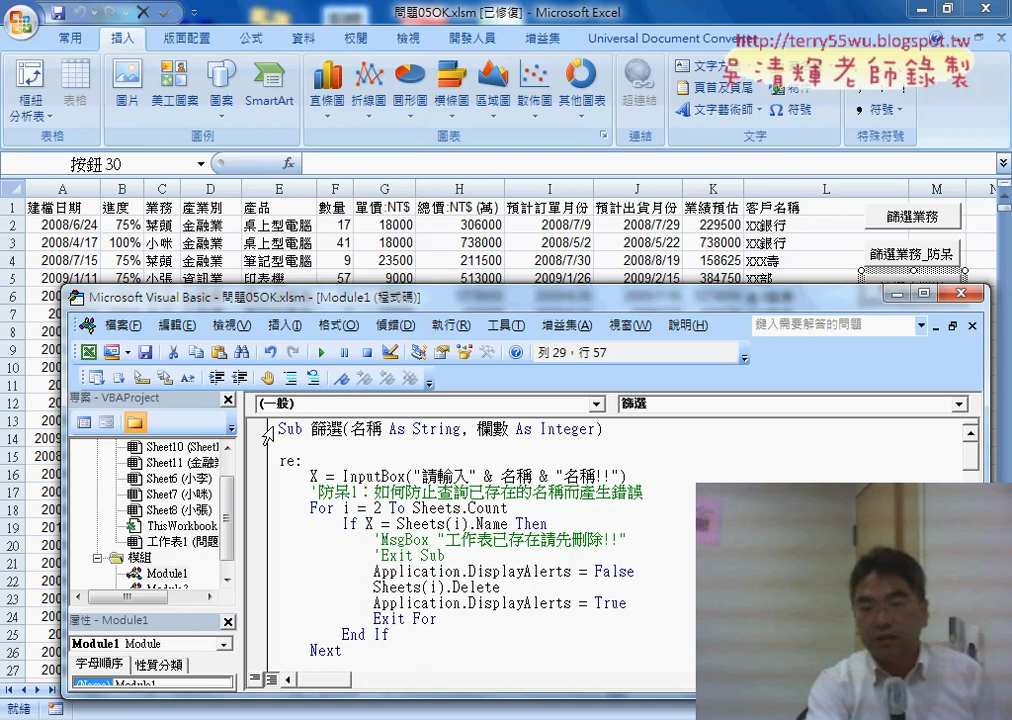 問題05OK.xlsm [已修復] - Microsoft Excel
常用 插入 版面配置 公式 資料 校閱 檢視 開發人員 增益集 Universal Document Conver
http://terry55wu.blogspot.tw
吳清輝老師錄製
樞紐分析表 表格 圖片 美工圖案 圖案 SmartArt 直條圖 折線圖 圓形圖 橫條圖 區域圖 散佈圖 其他圖表 超連結 文字方 頁首及頁尾 文字藝術師 Ω 符號 符號
表格 圖例 圖表 連結 文字 特殊符號
按鈕 30 fx
A B C D E F G H I J K L M N
1 建檔日期 進度 業務 產業別 產品 數量 單價:NT$ 總價:NT$ (萬) 預計訂單月份 預計出貨月份 業績預估 客戶名稱
2 2008/6/24 75% 菜頭 金融業 桌上型電腦 17 18000 306000 2008/7/9 2008/7/29 229500 XX銀行
篩選業務
3 2008/4/17 100% 小咪 金融業 桌上型電腦 41 18000 738000 2008/5/2 2008/5/22 738000 XX銀行
4 2008/7/15 75% 菜頭 金融業 筆記型電腦 9 23500 211500 2008/7/30 2008/8/19 158625 XXX壽
篩選業務_防呆
5 2009/1/11 75% 小張 資訊業 印表機 57 9000 513000 2009/1/26 2009/2/15 384750 XX部
Microsoft Visual Basic - 問題05OK.xlsm - [Module1 (程式碼)]
檔案(F) 編輯(E) 檢視(V) 插入(I) 格式(O) 偵錯(D) 執行(R) 工具(T) 增益集(A) 視窗(W) 說明(H) 鍵入需要解答的問題
列 29，行 57
專案 - VBAProject
Sheet10 (Sheet1
Sheet11 (金融業
Sheet6 (小李)
Sheet7 (小咪)
Sheet8 (小張)
ThisWorkbook
工作表1 (問題
模組
Module1
屬性 - Module1
Module1 Module
字母順序 性質分類
(Name) Module1
(一般) 篩選
Sub 篩選(名稱 As String, 欄數 As Integer)
re:
X = InputBox("請輸入" & 名稱 & "名稱!!")
'防呆1：如何防止查詢已存在的名稱而產生錯誤
For i = 2 To Sheets.Count
If X = Sheets(i).Name Then
'MsgBox "工作表已存在請先刪除!!"
'Exit Sub
Application.DisplayAlerts = False
Sheets(i).Delete
Application.DisplayAlerts = True
Exit For
End If
Next
就緒